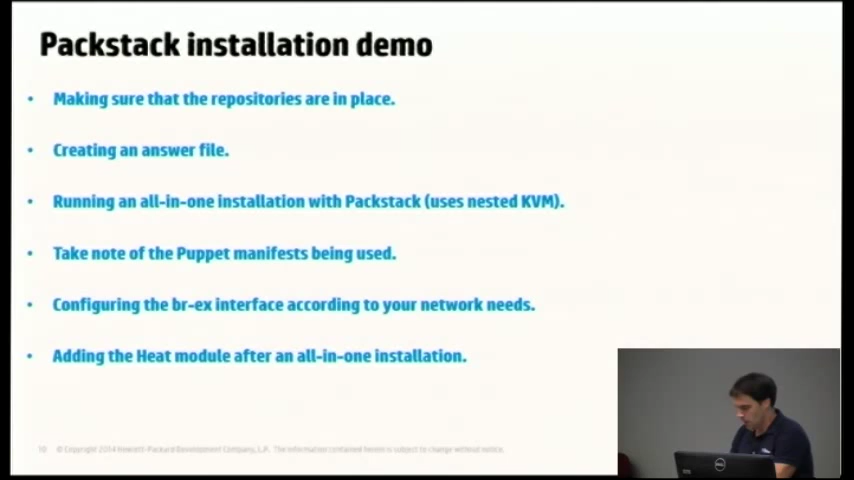 Packstack installation demo
• Making sure that the repositories are in place.
• Creating an answer file.
• Running an all-in-one installation with Packstack (uses nested KVM).
• Take note of the Puppet manifests being used.
• Configuring the br-ex interface according to your network needs.
• Adding the Heat module after an all-in-one installation.
10 © Copyright 2014 Hewlett-Packard Development Company, L.P. The information contained herein is subject to change without notice.
DELL